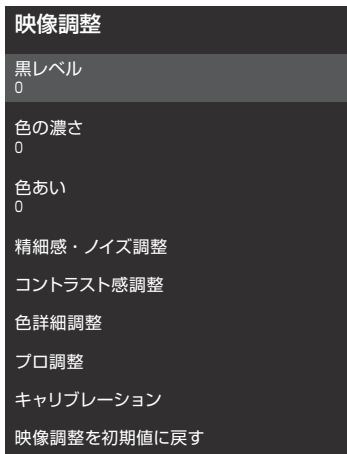 映像調整
黒レベル
0
色の濃さ
0
色あい
0
精細感・ノイズ調整
コントラスト感調整
色詳細調整
プロ調整
キャリブレーション
映像調整を初期値に戻す